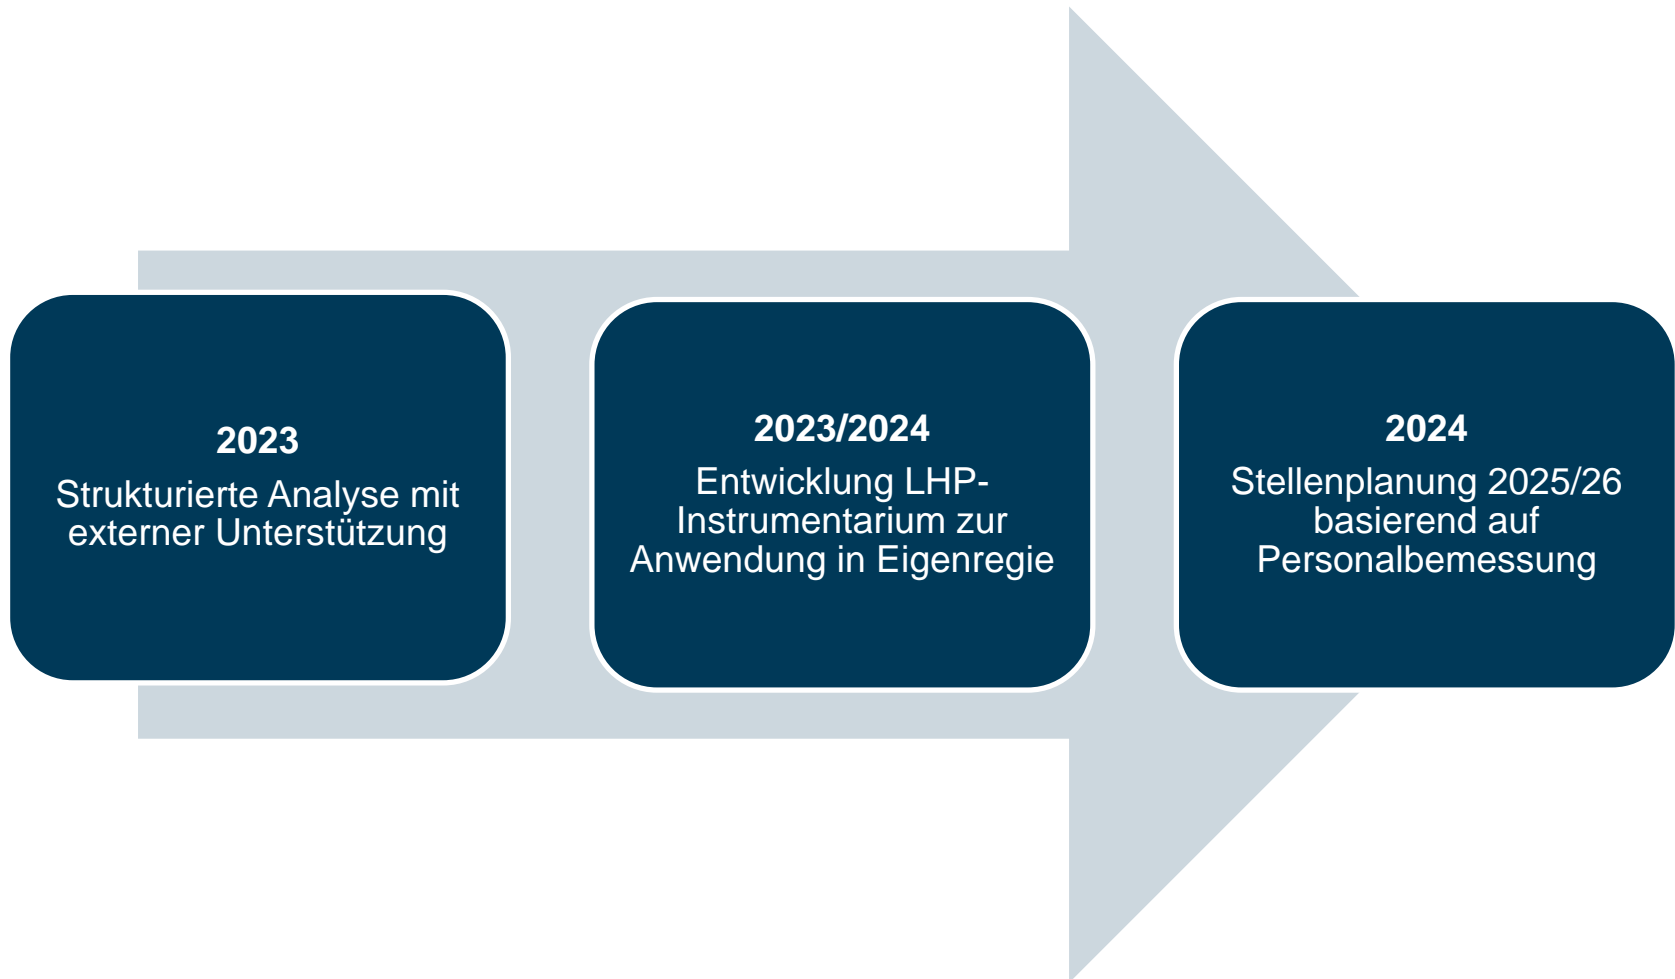 2023
Strukturierte Analyse mit
externer Unterstützung
2023/2024
Entwicklung LHP-
Instrumentarium zur
Anwendung in Eigenregie
2024
Stellenplanung 2025/26
basierend auf
Personalbemessung